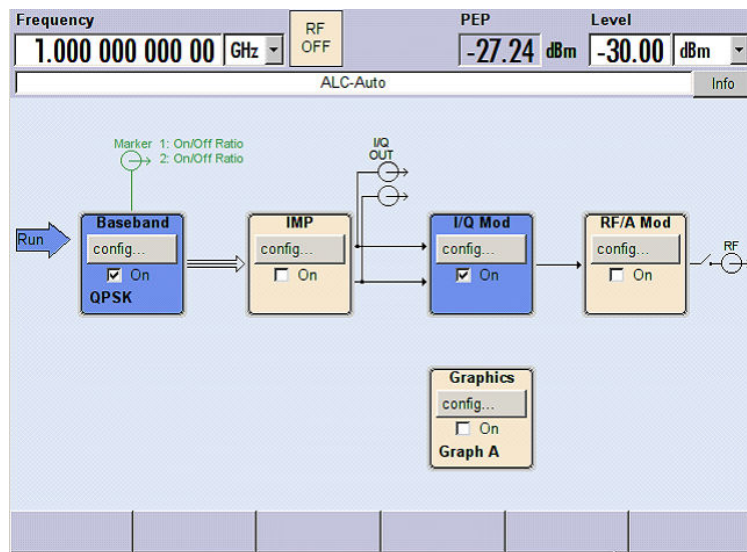 Frequency
RF OFF
PEP
Level
1.000 000 000 00 GHz
-27.24 dBm
-30.00 dBm
ALC-Auto
Info
Marker 1: On/Off Ratio
2: On/Off Ratio
I/Q
OUT
Run
Baseband
config...
On
QPSK
IMP
config...
On
I/Q Mod
config...
On
RF/A Mod
config...
On
RF
Graphics
config...
On
Graph A